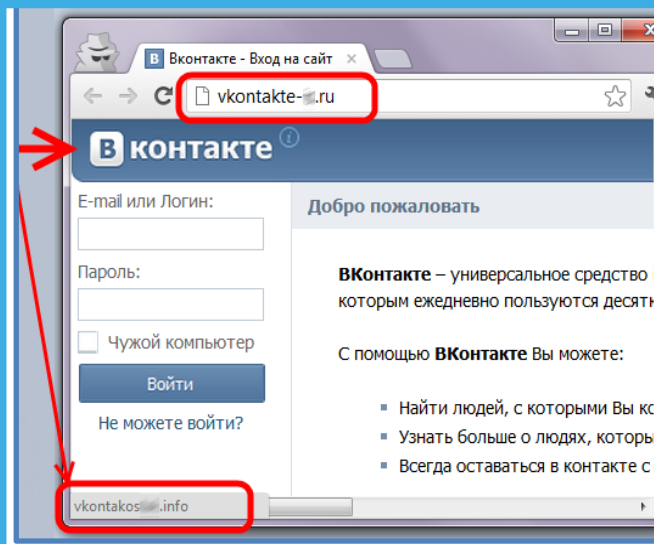 Вконтакте - Вход на сайт
vkontakte- .ru
В контакте
E-mail или Логин:
Добро пожаловать
Пароль:
ВКонтакте – универсальное средство
которым ежедневно пользуются десятк
Чужой компьютер
С помощью ВКонтакте Вы можете:
Войти
Не можете войти?
Найти людей, с которыми Вы ко
Узнать больше о людях, которы
Всегда оставаться в контакте с
vkontakos .info